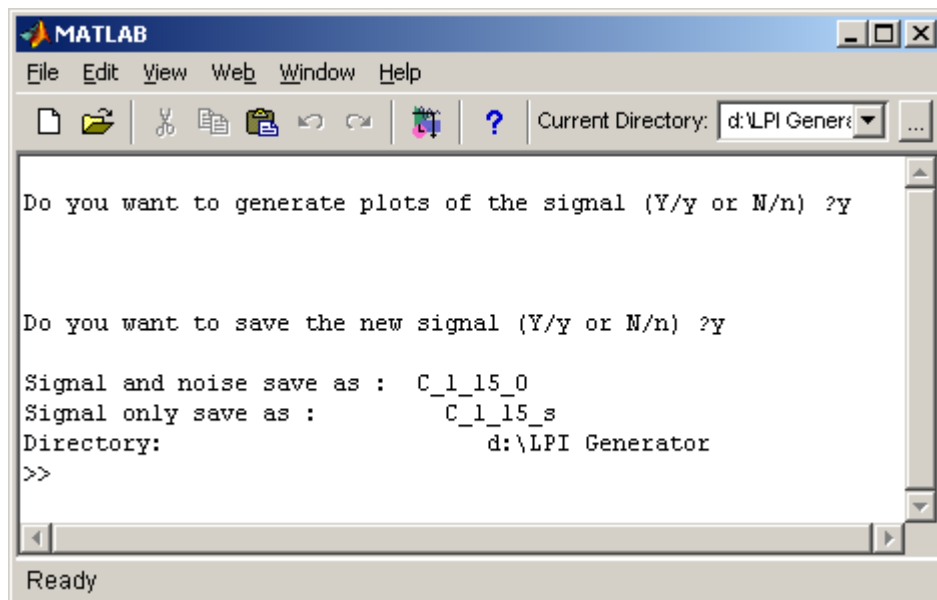 MATLAB
File Edit View Web Window Help
? Current Directory: d:\LPI Genera ...
Do you want to generate plots of the signal (Y/y or N/n) ?y
Do you want to save the new signal (Y/y or N/n) ?y
Signal and noise save as : C_1_15_0
Signal only save as : C_1_15_s
Directory: d:\LPI Generator
>>
Ready